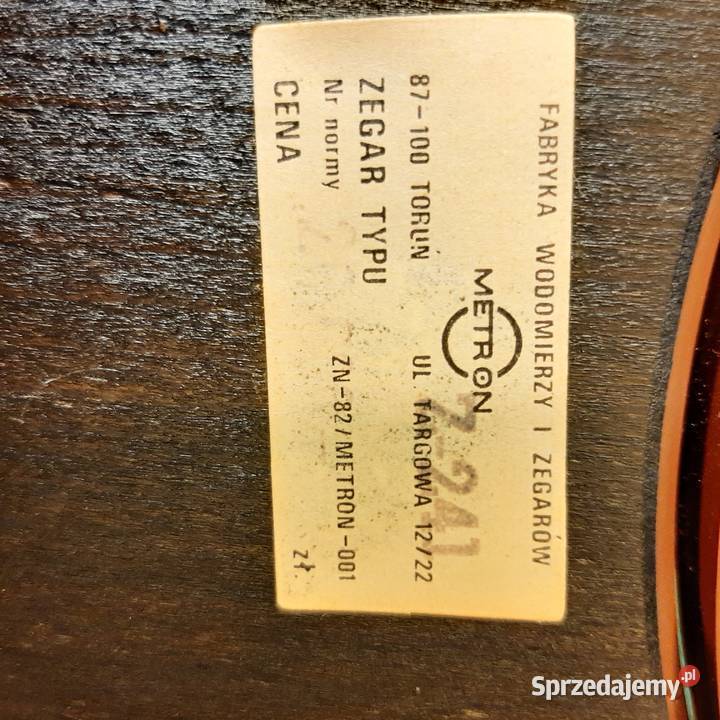 FABRYKA WODOMIERZY I ZEGARÓW
METRON
87-100 TORUŃ UL TARGOWA 12/22
Z-241
ZEGAR TYPU
Nr normy ZN-82/METRON-001
CENA zł.
Sprzedajemy.pl